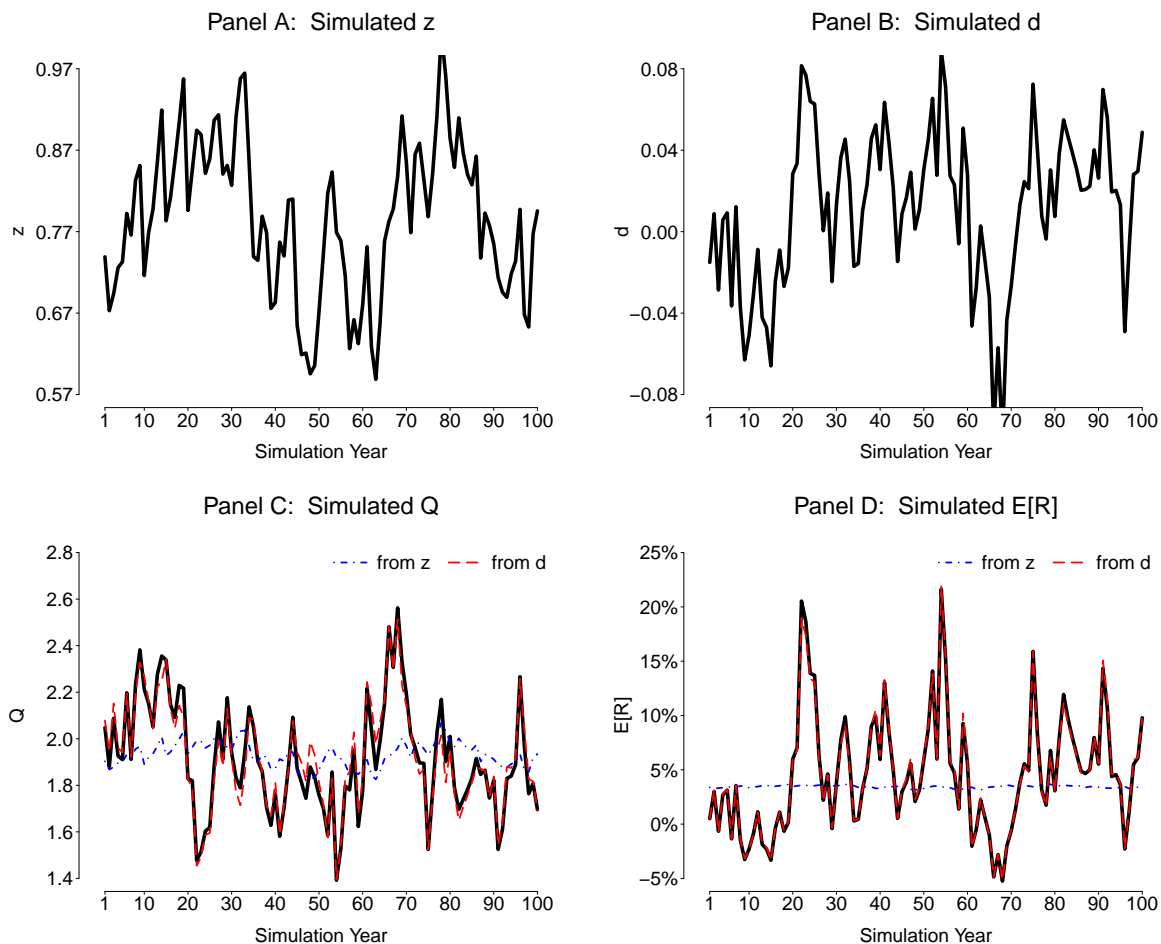 Panel A: Simulated z
0.97
0.87
0.77
0.67
0.57
z
1 10 20 30 40 50 60 70 80 90 100
Simulation Year
Panel B: Simulated d
0.08
0.04
0.00
−0.04
−0.08
d
1 10 20 30 40 50 60 70 80 90 100
Simulation Year
Panel C: Simulated Q
from z from d
2.8
2.6
2.4
2.2
2.0
1.8
1.6
1.4
Q
1 10 20 30 40 50 60 70 80 90 100
Simulation Year
Panel D: Simulated E[R]
from z from d
25%
20%
15%
10%
5%
0%
−5%
E[R]
1 10 20 30 40 50 60 70 80 90 100
Simulation Year